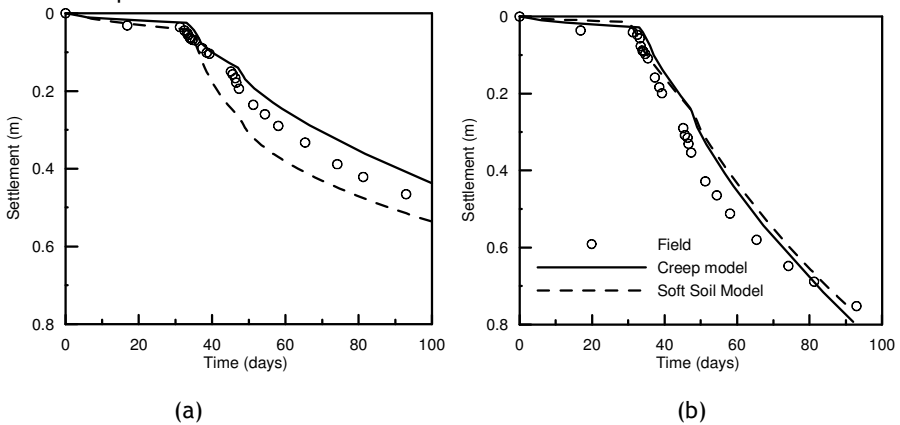 0
0.2
0.4
0.6
0.8
Settlement (m)
0 20 40 60 80 100
Time (days)
(a)
0
0.2
0.4
0.6
0.8
Settlement (m)
Field
Creep model
Soft Soil Model
0 20 40 60 80 100
Time (days)
(b)